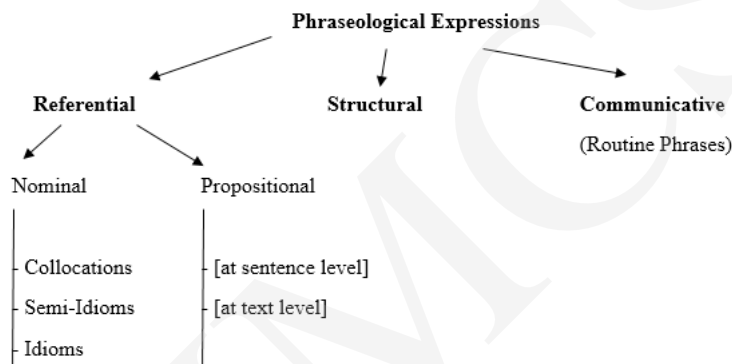 Phraseological Expressions
Referential Structural Communicative
(Routine Phrases)
Nominal Propositional
- Collocations - [at sentence level]
- Semi-Idioms - [at text level]
- Idioms